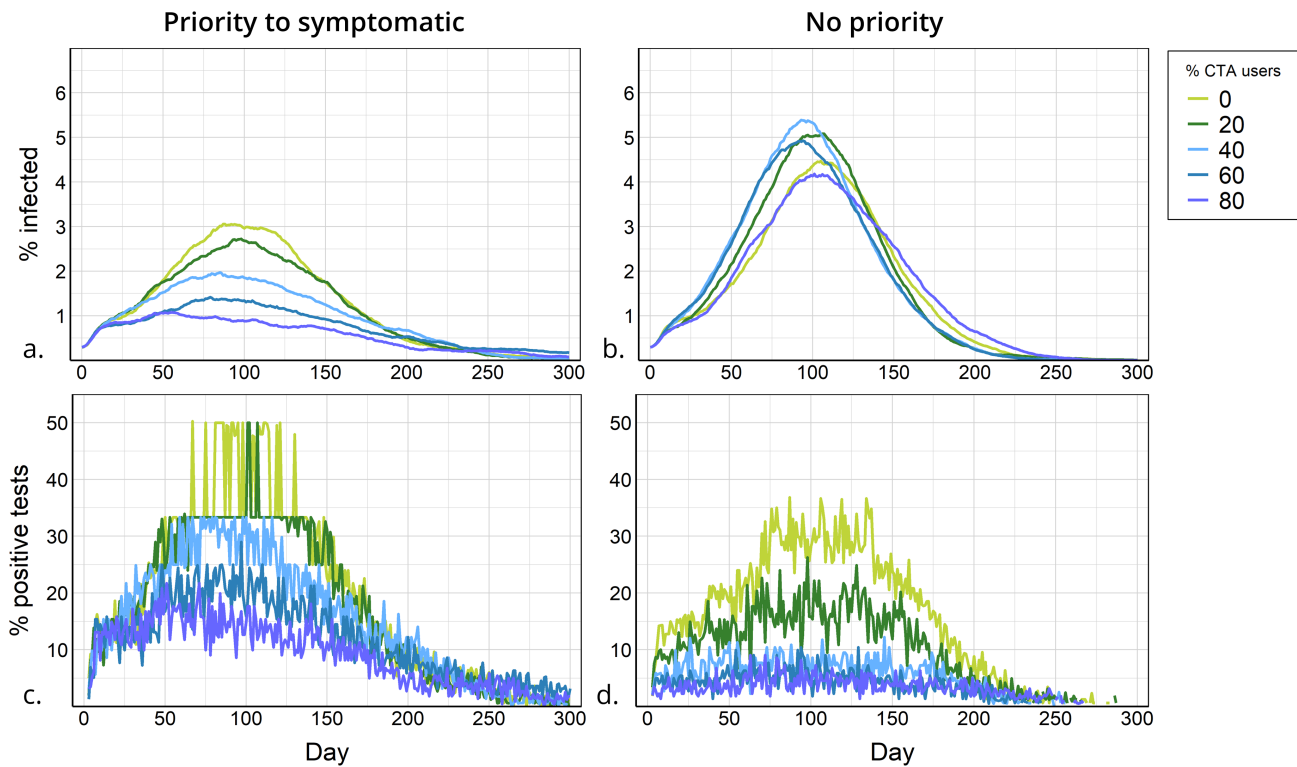 Priority to symptomatic
No priority
% infected
6
5
4
3
2
1
a.
0 50 100 150 200 250 300
6
5
4
3
2
1
b.
0 50 100 150 200 250 300
% CTA users
0
20
40
60
80
% positive tests
50
40
30
20
10
c.
0 50 100 150 200 250 300
Day
50
40
30
20
10
d.
0 50 100 150 200 250 300
Day